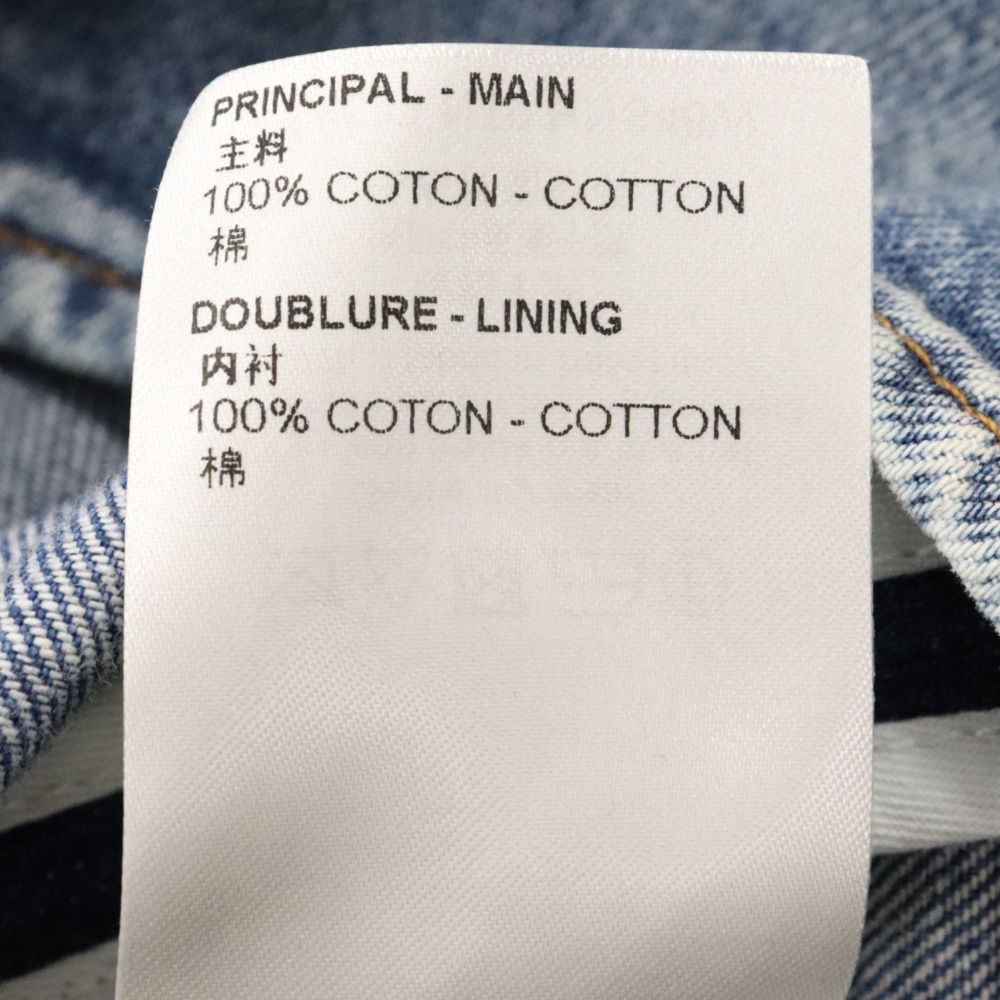 PRINCIPAL - MAIN
主料
100% COTON - COTTON
棉
DOUBLURE - LINING
内衬
100% COTON - COTTON
棉